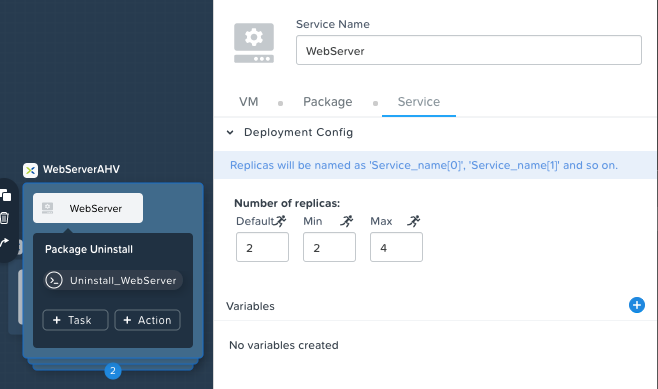 Service Name
WebServer
VM
Package
Service
Deployment Config
Replicas will be named as 'Service_name[0]', 'Service_name[1]' and so on.
Number of replicas:
Default Min Max
2 2 4
Variables
No variables created
WebServerAHV
WebServer
Package Uninstall
Uninstall_WebServer
+ Task + Action
2